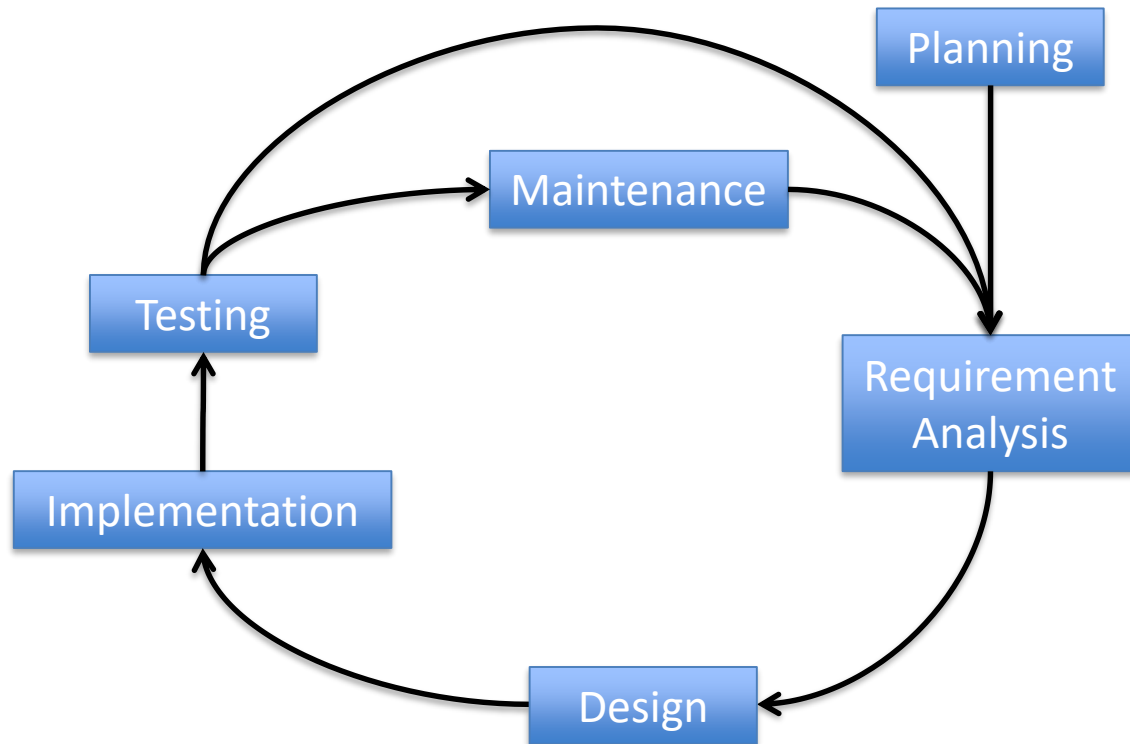 Planning
Maintenance
Testing
Requirement
Analysis
Implementation
Design